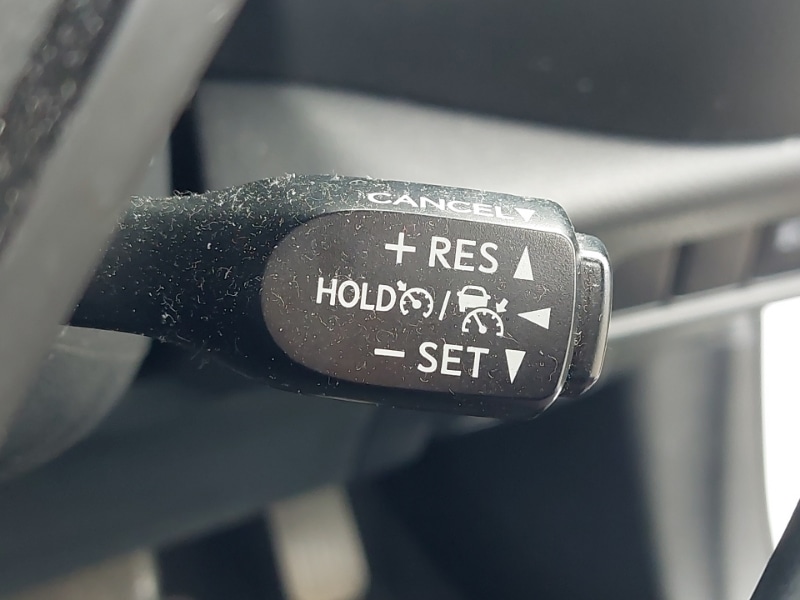 CANCEL▼
+ RES ▲
HOLD / ◀
− SET ▼